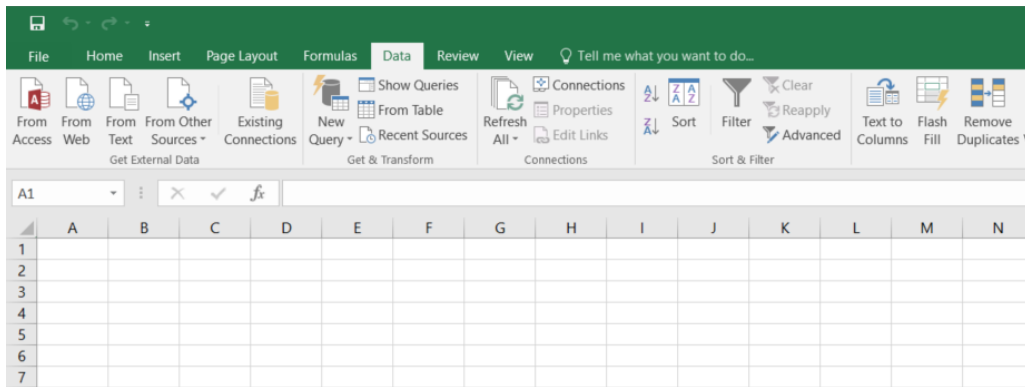 File Home Insert Page Layout Formulas Data Review View Tell me what you want to do...
From Access
From Web
From Text
From Other Sources
Existing Connections
Get External Data
New Query
Show Queries
From Table
Recent Sources
Get & Transform
Refresh All
Connections
Properties
Edit Links
Connections
Sort
Filter
Clear
Reapply
Advanced
Sort & Filter
Text to Columns
Flash Fill
Remove Duplicates
A1 fx
A B C D E F G H I J K L M N
1
2
3
4
5
6
7